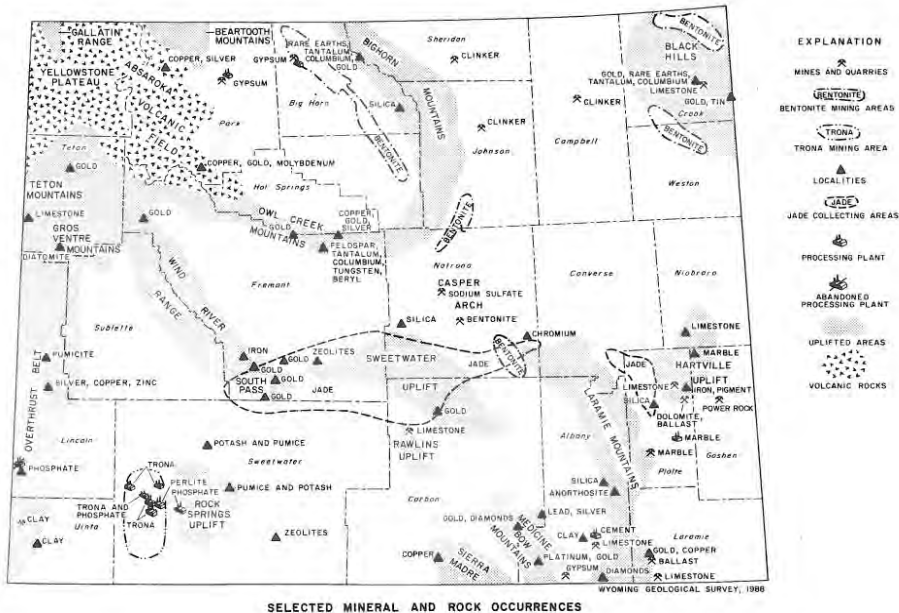 GALLATIN
RANGE
BEARTOOTH
MOUNTAINS
COPPER, SILVER
GYPSUM
GYPSUM
RARE EARTHS,
TANTALUM,
COLUMBIUM,
GOLD
BIGHORN
MOUNTAINS
Sheridan
CLINKER
BENTONITE
BLACK
HILLS
GOLD, RARE EARTHS,
TANTALUM, COLUMBIUM
LIMESTONE
GOLD, TIN
Crook
YELLOWSTONE
PLATEAU
ABSAROKA
VOLCANIC
FIELD
Park
Big Horn
SILICA
BENTONITE
CLINKER
CLINKER
Johnson
Campbell
BENTONITE
Weston
Teton
GOLD
COPPER, GOLD, MOLYBDENUM
Hot Springs
TETON
MOUNTAINS
LIMESTONE
GROS
VENTRE
MOUNTAINS
DIATOMITE
GOLD
OWL CREEK
MOUNTAINS
GOLD
COPPER,
GOLD,
SILVER
FELDSPAR,
TANTALUM,
COLUMBIUM,
TUNGSTEN,
BERYL
BENTONITE
Natrona
CASPER
ARCH
SODIUM SULFATE
BENTONITE
Converse
Niobrara
WIND
RIVER
RANGE
Fremont
Sublette
SILICA
CHROMIUM
LIMESTONE
MARBLE
HARTVILLE
UPLIFT
IRON, PIGMENT
POWER ROCK
OVERTHRUST BELT
PUMICITE
SILVER, COPPER, ZINC
IRON
GOLD
GOLD
ZEOLITES
SOUTH
PASS
GOLD
GOLD
JADE
SWEETWATER
UPLIFT
JADE
BENTONITE
GOLD
LIMESTONE
RAWLINS
UPLIFT
JADE
LIMESTONE
SILICA
DOLOMITE,
BALLAST
MARBLE
MARBLE
Platte
Goshen
LARAMIE MOUNTAINS
Albany
Lincoln
PHOSPHATE
POTASH AND PUMICE
Sweetwater
TRONA
PERLITE
PHOSPHATE
TRONA AND
PHOSPHATE
TRONA
ROCK
SPRINGS
UPLIFT
PUMICE AND POTASH
ZEOLITES
CLAY
Uinta
CLAY
Carbon
GOLD, DIAMONDS
COPPER
SIERRA
MADRE
MEDICINE
BOW
MOUNTAINS
SILICA
ANORTHOSITE
LEAD, SILVER
CLAY
CEMENT
LIMESTONE
PLATINUM, GOLD
GYPSUM
DIAMONDS
Laramie
GOLD, COPPER
BALLAST
LIMESTONE
WYOMING GEOLOGICAL SURVEY, 1988
EXPLANATION
MINES AND QUARRIES
BENTONITE
BENTONITE MINING AREAS
TRONA
TRONA MINING AREA
LOCALITIES
JADE
JADE COLLECTING AREAS
PROCESSING PLANT
ABANDONED
PROCESSING PLANT
UPLIFTED AREAS
VOLCANIC ROCKS
SELECTED MINERAL AND ROCK OCCURRENCES